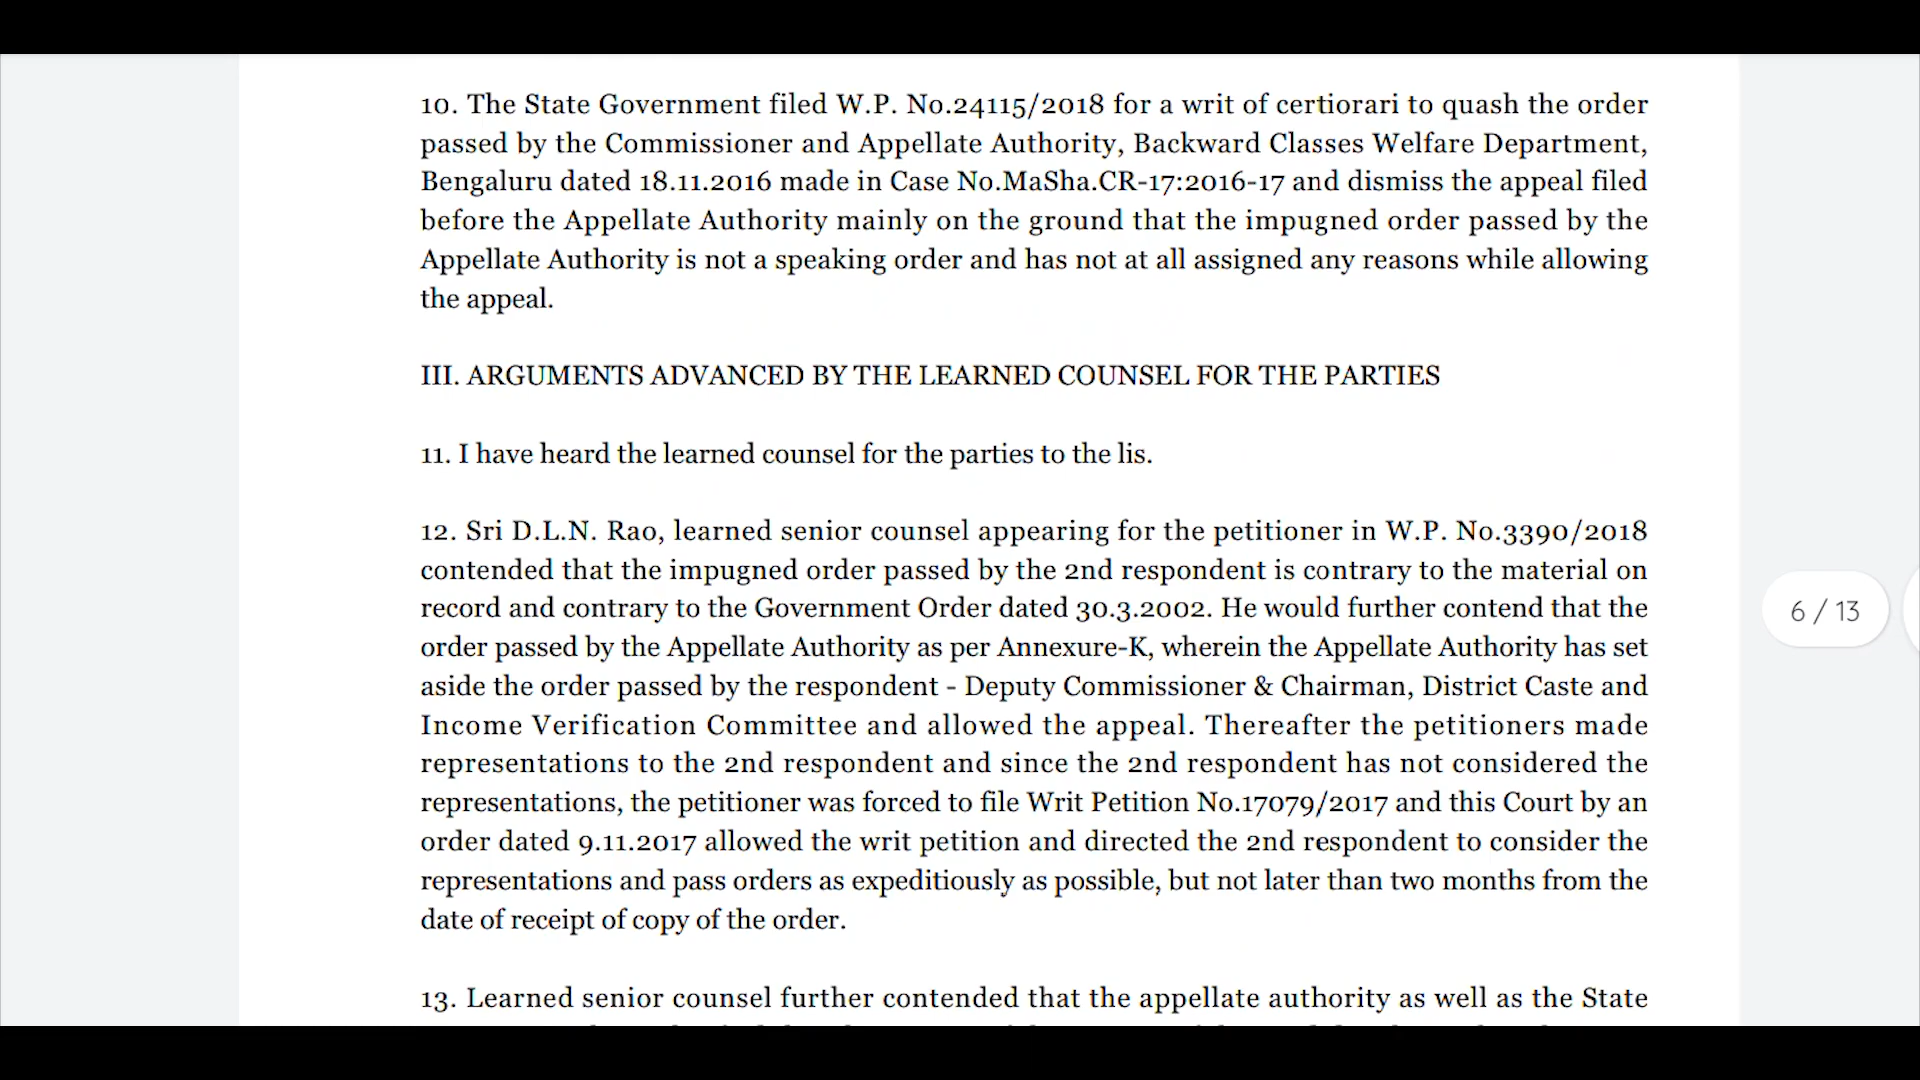 10. The State Government filed W.P. No.24115/2018 for a writ of certiorari to quash the order
passed by the Commissioner and Appellate Authority, Backward Classes Welfare Department,
Bengaluru dated 18.11.2016 made in Case No.MaSha.CR-17:2016-17 and dismiss the appeal filed
before the Appellate Authority mainly on the ground that the impugned order passed by the
Appellate Authority is not a speaking order and has not at all assigned any reasons while allowing
the appeal.
III. ARGUMENTS ADVANCED BY THE LEARNED COUNSEL FOR THE PARTIES
11. I have heard the learned counsel for the parties to the lis.
12. Sri D.L.N. Rao, learned senior counsel appearing for the petitioner in W.P. No.3390/2018
contended that the impugned order passed by the 2nd respondent is contrary to the material on
record and contrary to the Government Order dated 30.3.2002. He would further contend that the
order passed by the Appellate Authority as per Annexure-K, wherein the Appellate Authority has set
aside the order passed by the respondent - Deputy Commissioner & Chairman, District Caste and
Income Verification Committee and allowed the appeal. Thereafter the petitioners made
representations to the 2nd respondent and since the 2nd respondent has not considered the
representations, the petitioner was forced to file Writ Petition No.17079/2017 and this Court by an
order dated 9.11.2017 allowed the writ petition and directed the 2nd respondent to consider the
representations and pass orders as expeditiously as possible, but not later than two months from the
date of receipt of copy of the order.
13. Learned senior counsel further contended that the appellate authority as well as the State
6 / 13